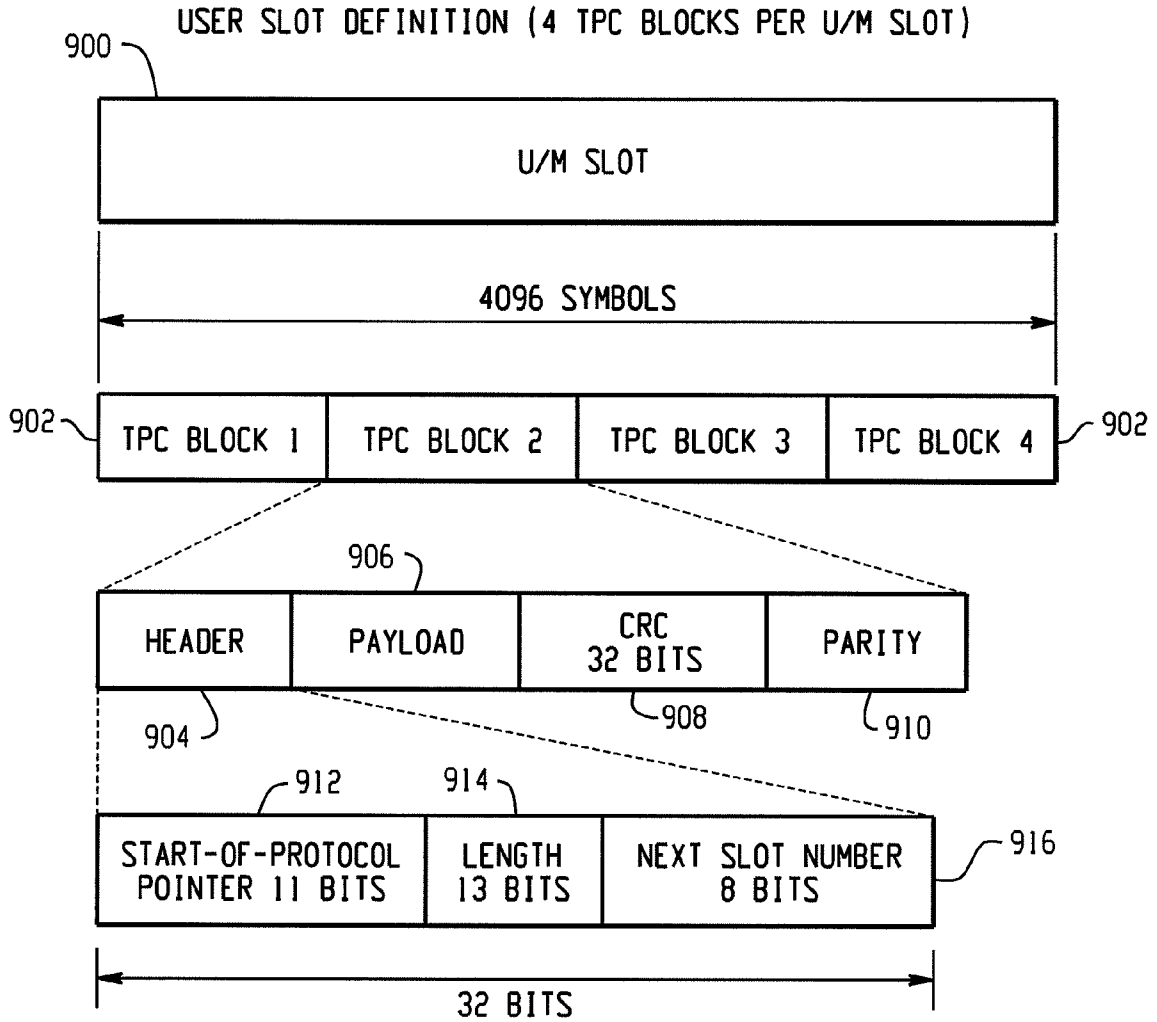 USER SLOT DEFINITION (4 TPC BLOCKS PER U/M SLOT)
900
U/M SLOT
4096 SYMBOLS
902
TPC BLOCK 1
TPC BLOCK 2
TPC BLOCK 3
TPC BLOCK 4
902
906
HEADER
PAYLOAD
CRC
32 BITS
PARITY
904
908
910
912
914
START-OF-PROTOCOL
POINTER 11 BITS
LENGTH
13 BITS
NEXT SLOT NUMBER
8 BITS
916
32 BITS